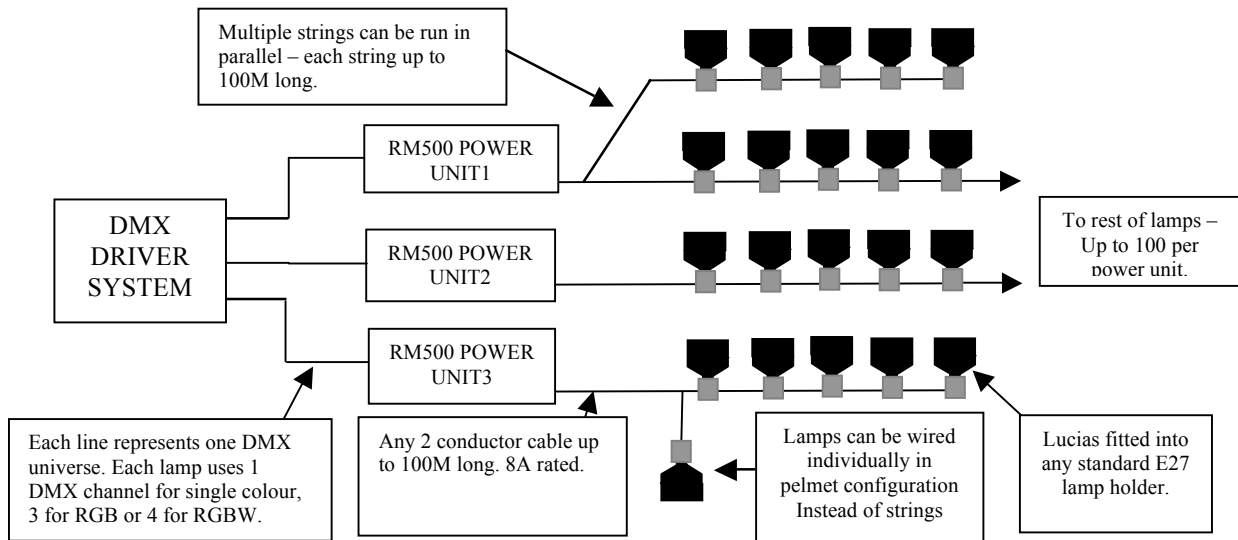 Multiple strings can be run in
parallel – each string up to
100M long.
RM500 POWER
UNIT1
DMX
DRIVER
SYSTEM
To rest of lamps –
Up to 100 per
power unit.
RM500 POWER
UNIT2
RM500 POWER
UNIT3
Each line represents one DMX
universe. Each lamp uses 1
DMX channel for single colour,
3 for RGB or 4 for RGBW.
Any 2 conductor cable up
to 100M long. 8A rated.
Lamps can be wired
individually in
pelmet configuration
Instead of strings
Lucias fitted into
any standard E27
lamp holder.